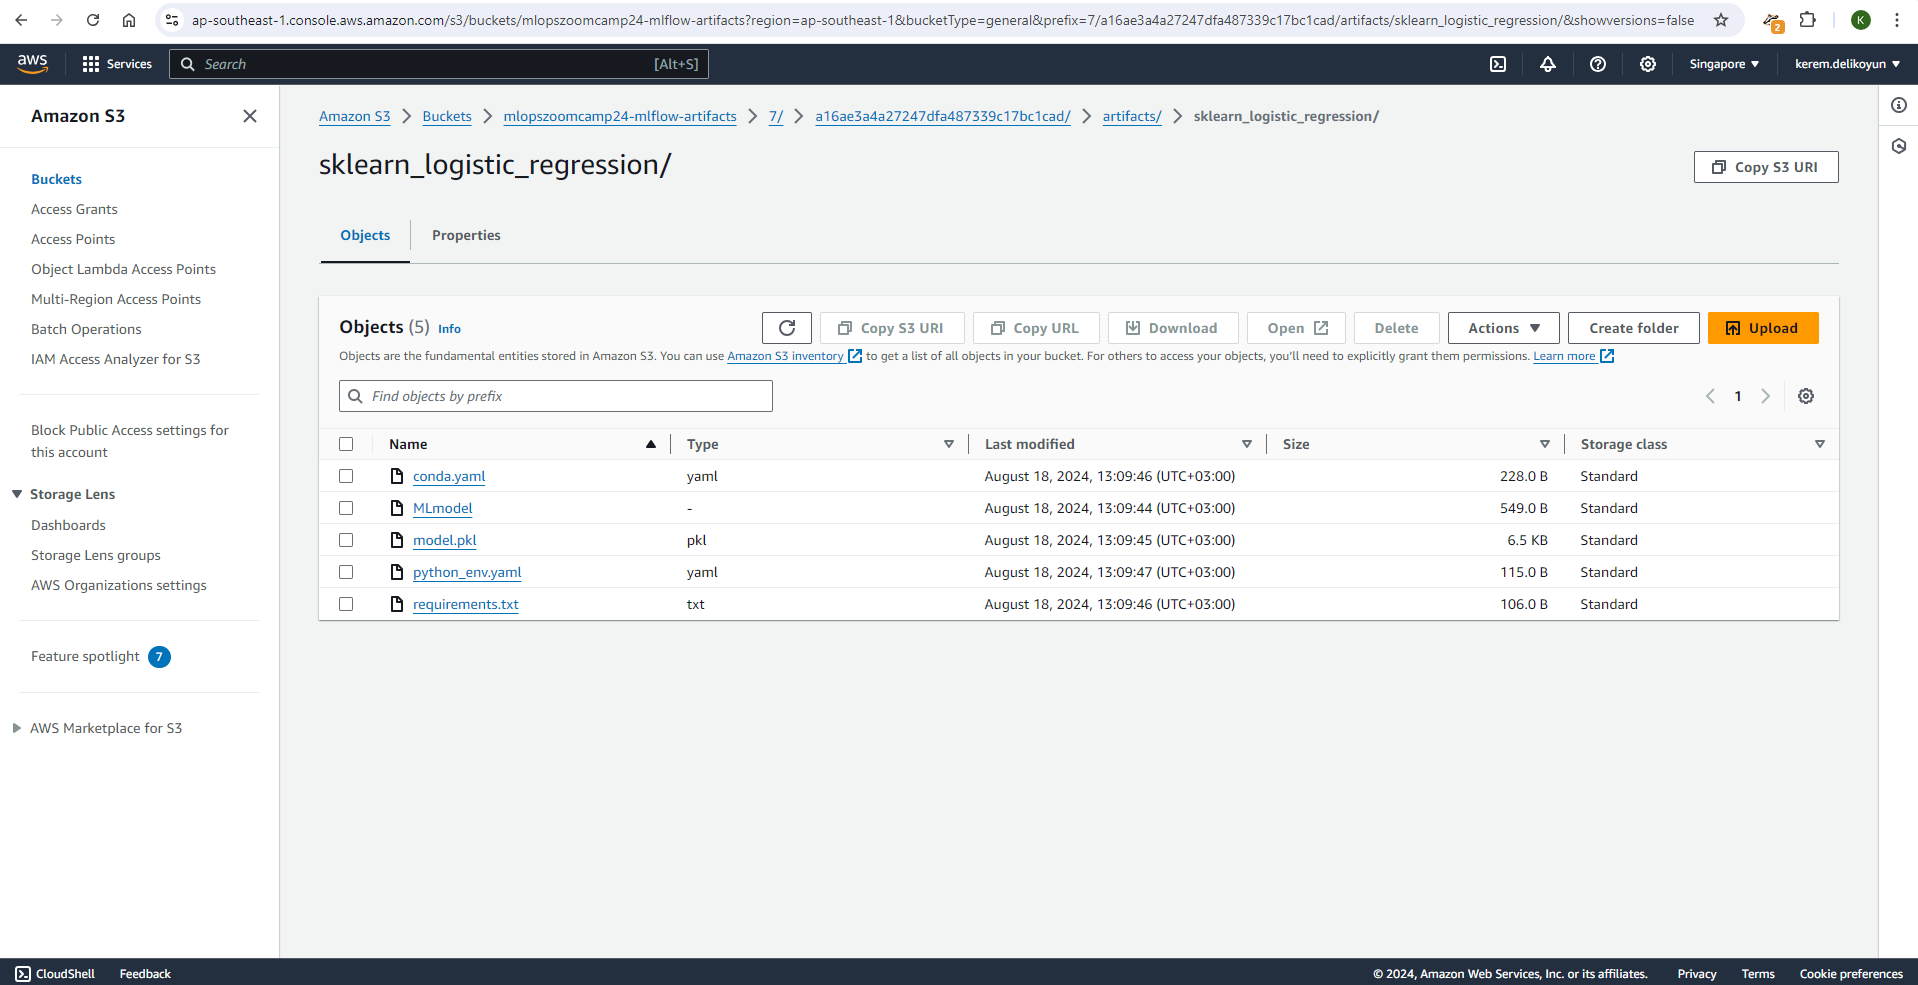 ap-southeast-1.console.aws.amazon.com/s3/buckets/mlopszoomcamp24-mlflow-artifacts?region=ap-southeast-1&bucketType=general&prefix=7/a16ae3a4a27247dfa487339c17bc1cad/artifacts/sklearn_logistic_regression/&showversions=false
2
K
aws
Services
Search
[Alt+S]
Singapore
kerem.delikoyun
Amazon S3
Buckets
Access Grants
Access Points
Object Lambda Access Points
Multi-Region Access Points
Batch Operations
IAM Access Analyzer for S3
Block Public Access settings for
this account
Storage Lens
Dashboards
Storage Lens groups
AWS Organizations settings
Feature spotlight 7
AWS Marketplace for S3
Amazon S3 > Buckets > mlopszoomcamp24-mlflow-artifacts > 7/ > a16ae3a4a27247dfa487339c17bc1cad/ > artifacts/ > sklearn_logistic_regression/
sklearn_logistic_regression/
Copy S3 URI
Objects
Properties
Objects (5) Info
Copy S3 URI
Copy URL
Download
Open
Delete
Actions
Create folder
Upload
Objects are the fundamental entities stored in Amazon S3. You can use Amazon S3 inventory to get a list of all objects in your bucket. For others to access your objects, you'll need to explicitly grant them permissions. Learn more
Find objects by prefix
1
Name Type Last modified Size Storage class
conda.yaml yaml August 18, 2024, 13:09:46 (UTC+03:00) 228.0 B Standard
MLmodel - August 18, 2024, 13:09:44 (UTC+03:00) 549.0 B Standard
model.pkl pkl August 18, 2024, 13:09:45 (UTC+03:00) 6.5 KB Standard
python_env.yaml yaml August 18, 2024, 13:09:47 (UTC+03:00) 115.0 B Standard
requirements.txt txt August 18, 2024, 13:09:46 (UTC+03:00) 106.0 B Standard
CloudShell
Feedback
© 2024, Amazon Web Services, Inc. or its affiliates.
Privacy
Terms
Cookie preferences